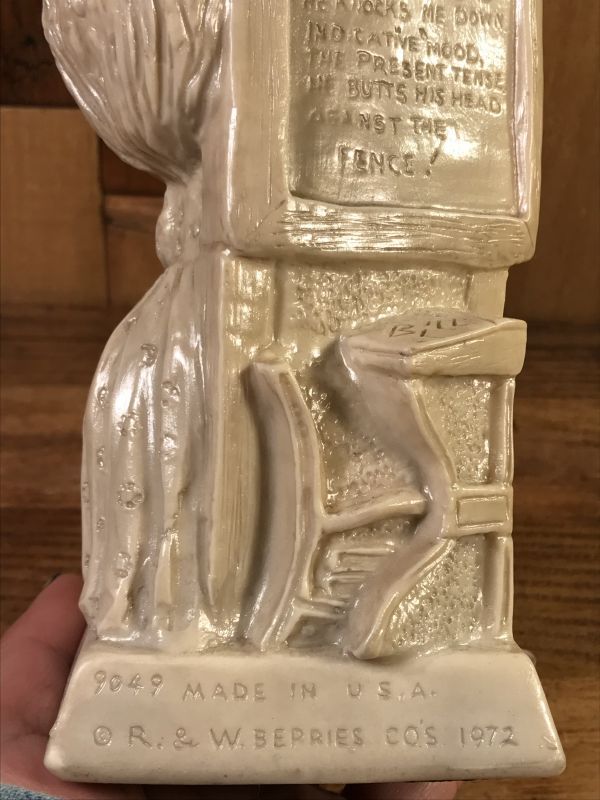 HE KNOCKS ME DOWN
INDICATIVE MOOD,
THE PRESENT TENSE
HE BUTTS HIS HEAD
AGAINST THE
FENCE!
Bill
9049 MADE IN U.S.A.
© R. & W. BERRIES CO'S. 1972